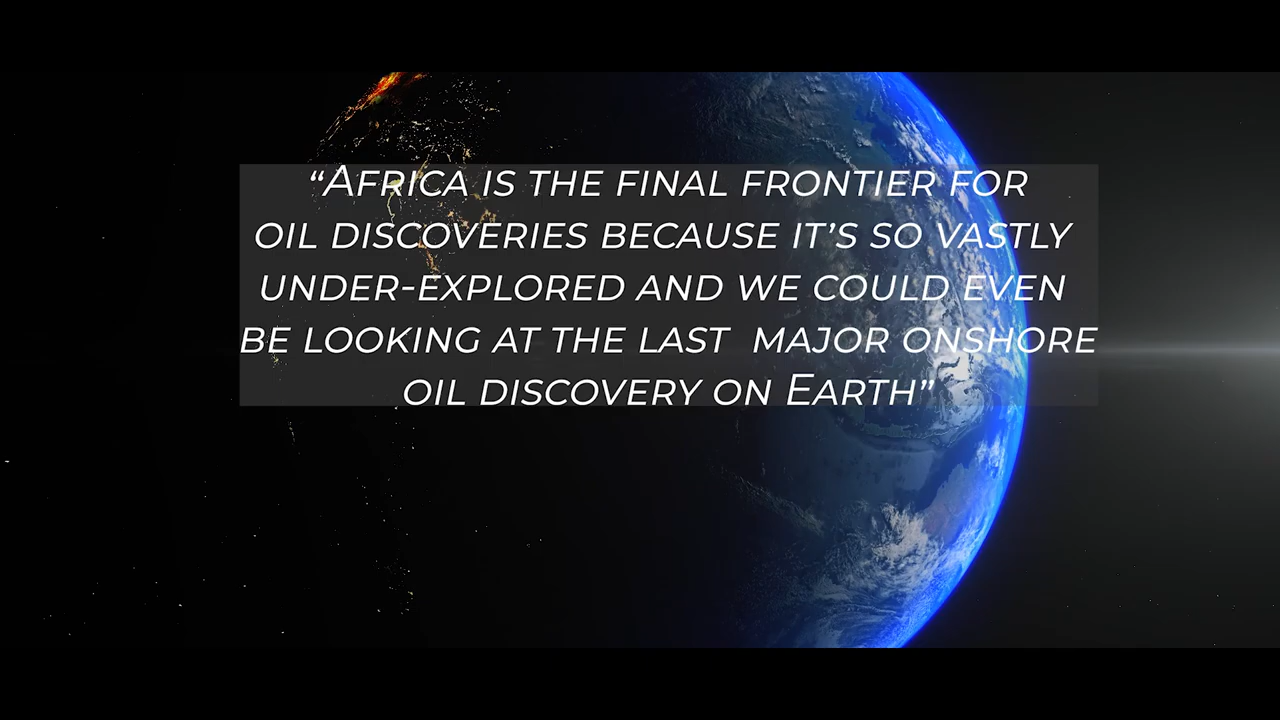 “Africa is the final frontier for
oil discoveries because it’s so vastly
under-explored and we could even
be looking at the last  major onshore
oil discovery on Earth”